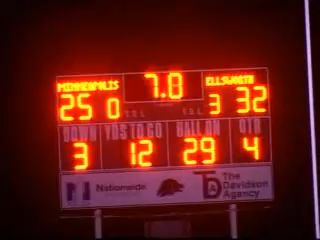 MINNEAPOLIS 7.0 ELLSWORTH
25 0 T.O.L. T.O.L. 3 32
DOWN YDS TO GO BALL ON QTR
3 12 29 4
Nationwide
The
Davidson
Agency